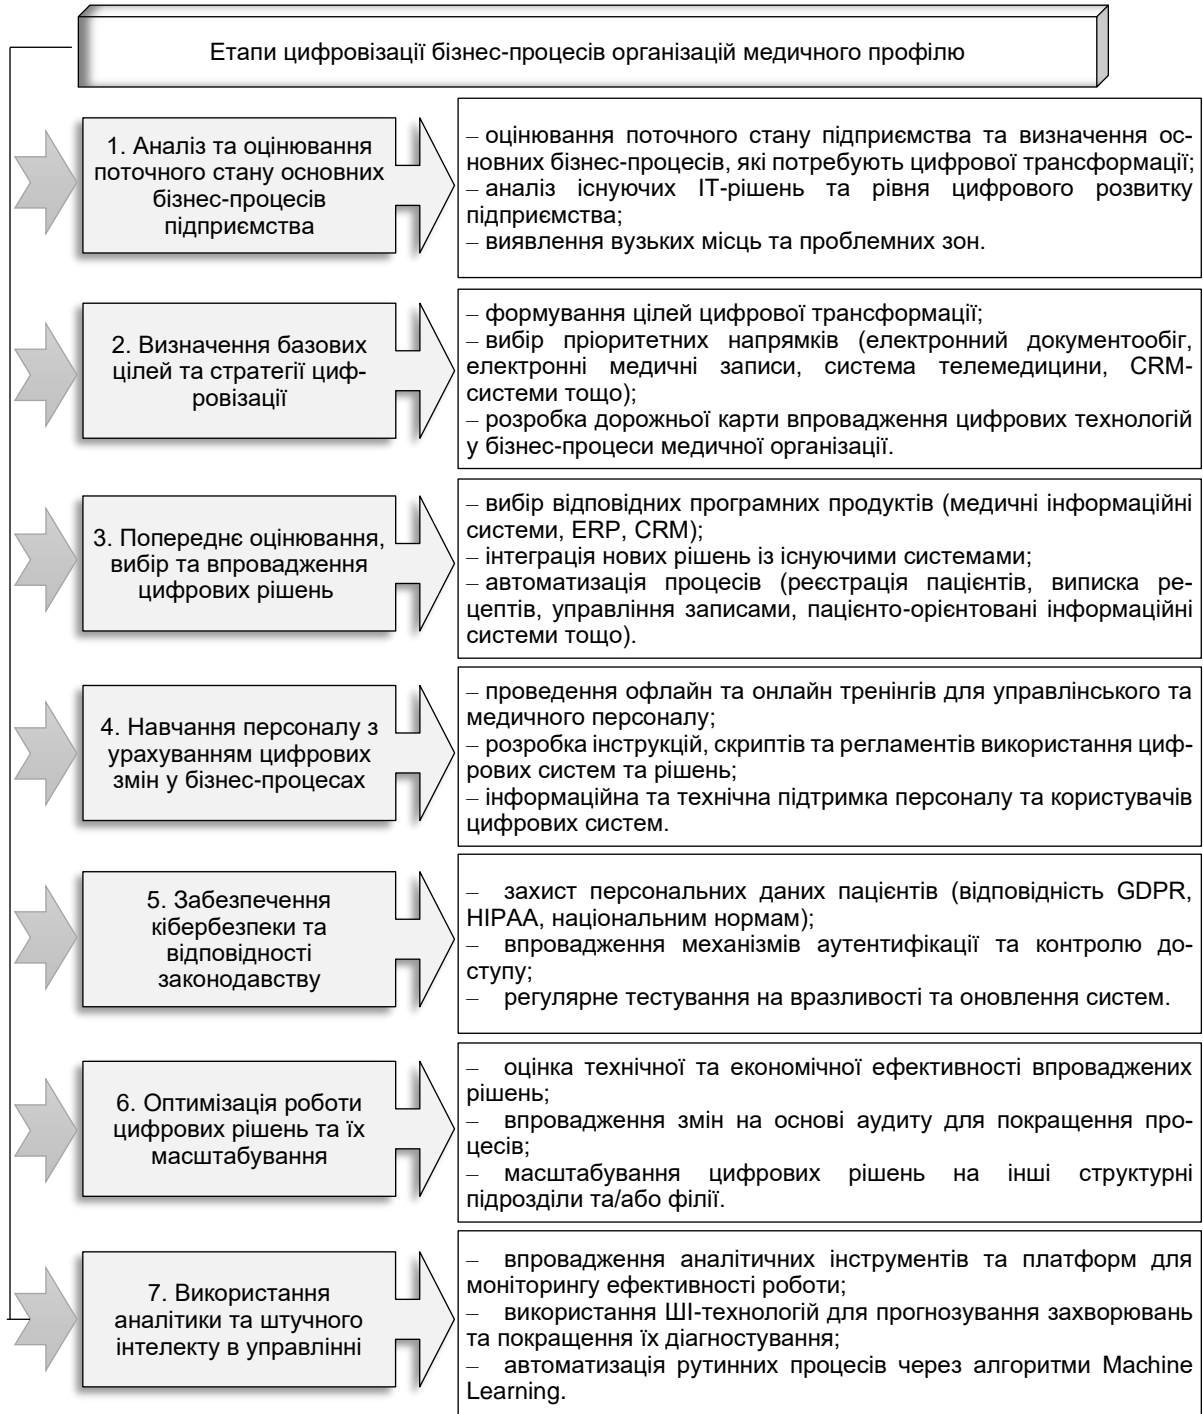 Етапи цифровізації бізнес-процесів організацій медичного профілю
1. Аналіз та оцінювання
поточного стану основних
бізнес-процесів
підприємства
– оцінювання поточного стану підприємства та визначення ос-
новних бізнес-процесів, які потребують цифрової трансформації;
– аналіз існуючих ІТ-рішень та рівня цифрового розвитку
підприємства;
– виявлення вузьких місць та проблемних зон.
2. Визначення базових
цілей та стратегії циф-
ровізації
– формування цілей цифрової трансформації;
– вибір пріоритетних напрямків (електронний документообіг,
електронні медичні записи, система телемедицини, CRM-
системи тощо);
– розробка дорожньої карти впровадження цифрових технологій
у бізнес-процеси медичної організації.
3. Попереднє оцінювання,
вибір та впровадження
цифрових рішень
– вибір відповідних програмних продуктів (медичні інформаційні
системи, ERP, CRM);
– інтеграція нових рішень із існуючими системами;
– автоматизація процесів (реєстрація пацієнтів, виписка ре-
цептів, управління записами, пацієнто-орієнтовані інформаційні
системи тощо).
4. Навчання персоналу з
урахуванням цифрових
змін у бізнес-процесах
– проведення офлайн та онлайн тренінгів для управлінського та
медичного персоналу;
– розробка інструкцій, скриптів та регламентів використання циф-
рових систем та рішень;
– інформаційна та технічна підтримка персоналу та користувачів
цифрових систем.
5. Забезпечення
кібербезпеки та
відповідності
законодавству
– захист персональних даних пацієнтів (відповідність GDPR,
HIPAA, національним нормам);
– впровадження механізмів аутентифікації та контролю до-
ступу;
– регулярне тестування на вразливості та оновлення систем.
6. Оптимізація роботи
цифрових рішень та їх
масштабування
– оцінка технічної та економічної ефективності впроваджених
рішень;
– впровадження змін на основі аудиту для покращення про-
цесів;
– масштабування цифрових рішень на інші структурні
підрозділи та/або філії.
7. Використання
аналітики та штучного
інтелекту в управлінні
– впровадження аналітичних інструментів та платформ для
моніторингу ефективності роботи;
– використання ШІ-технологій для прогнозування захворювань
та покращення їх діагностування;
– автоматизація рутинних процесів через алгоритми Machine
Learning.